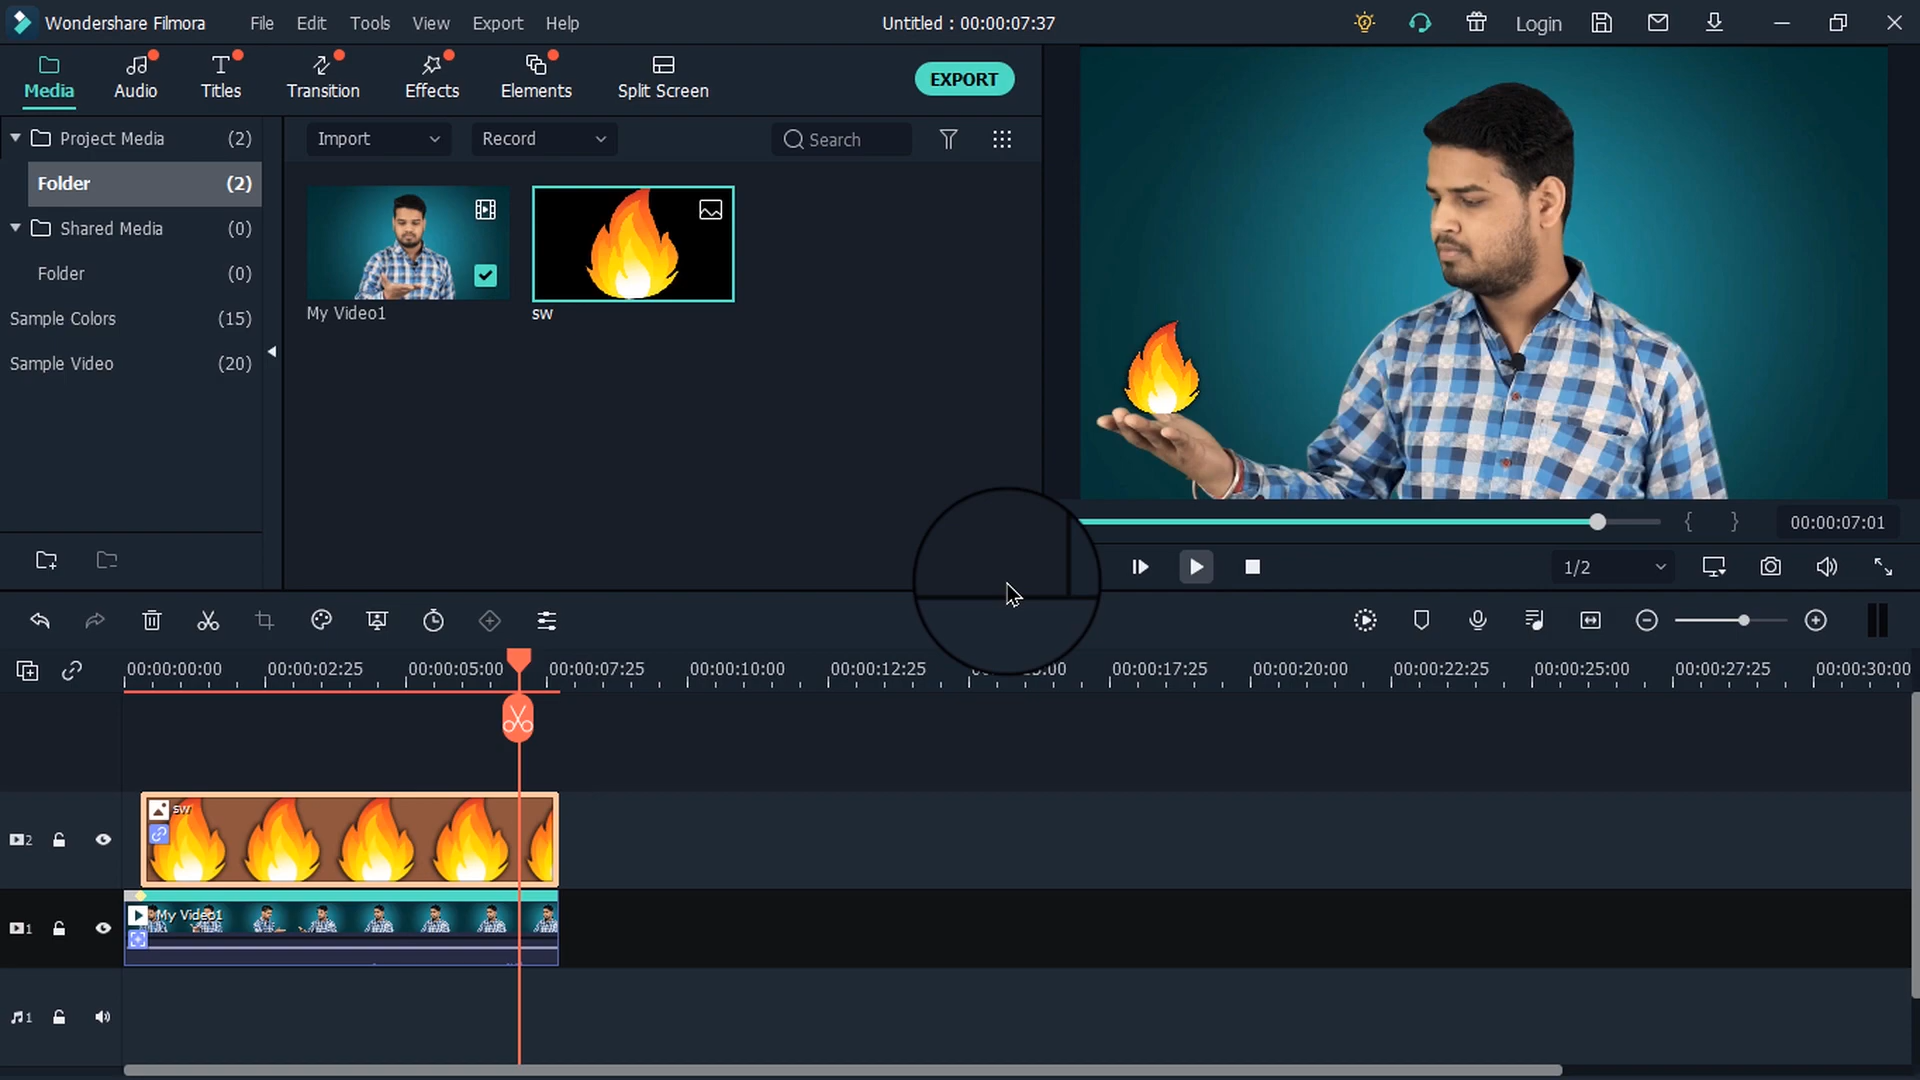 Wondershare Filmora File Edit Tools View Export Help Untitled : 00:00:07:37 Login
Media Audio Titles Transition Effects Elements Split Screen EXPORT
Project Media (2) Import Record Search
Folder (2)
Shared Media (0)
Folder (0)
Sample Colors (15)
Sample Video (20)
My Video1 sw
00:00:07:01
1/2
00:00:00:00 00:00:02:25 00:00:05:00 00:00:07:25 00:00:10:00 00:00:12:25 00:00:17:25 00:00:20:00 00:00:22:25 00:00:25:00 00:00:27:25 00:00:30:00
sw
2
My Video1
1
1